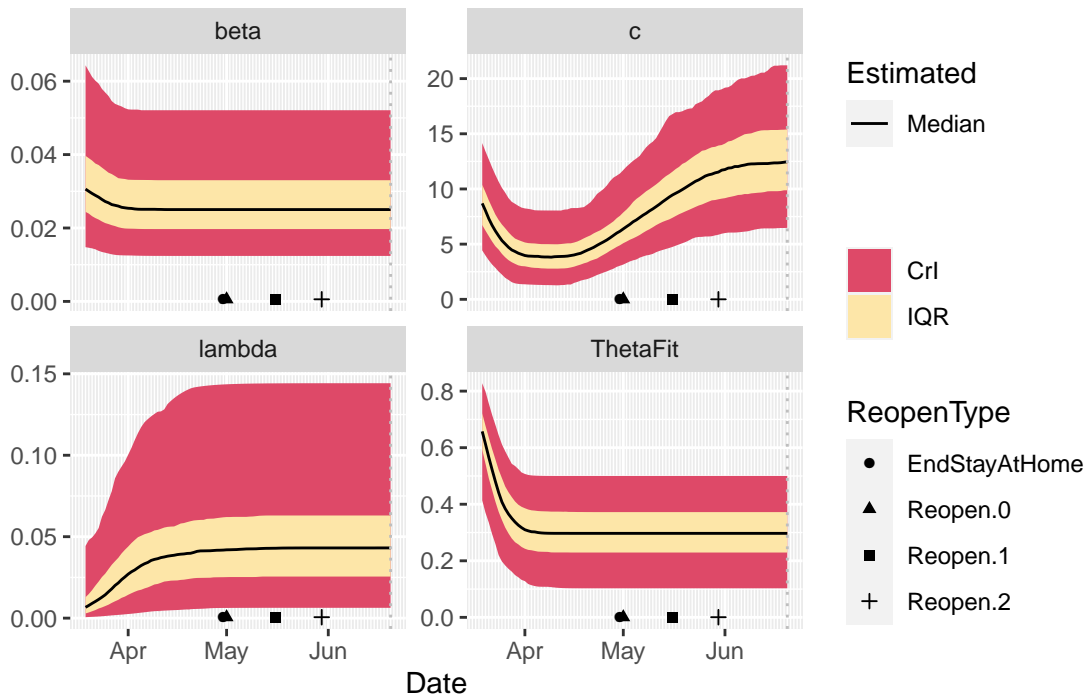 beta
c
0.06
0.04
0.02
0.00
20
15
10
5
0
lambda
ThetaFit
0.15
0.10
0.05
0.00
0.8
0.6
0.4
0.2
0.0
Apr
May
Jun
Apr
May
Jun
Date
Estimated
Median
CrI
IQR
ReopenType
EndStayAtHome
Reopen.0
Reopen.1
Reopen.2